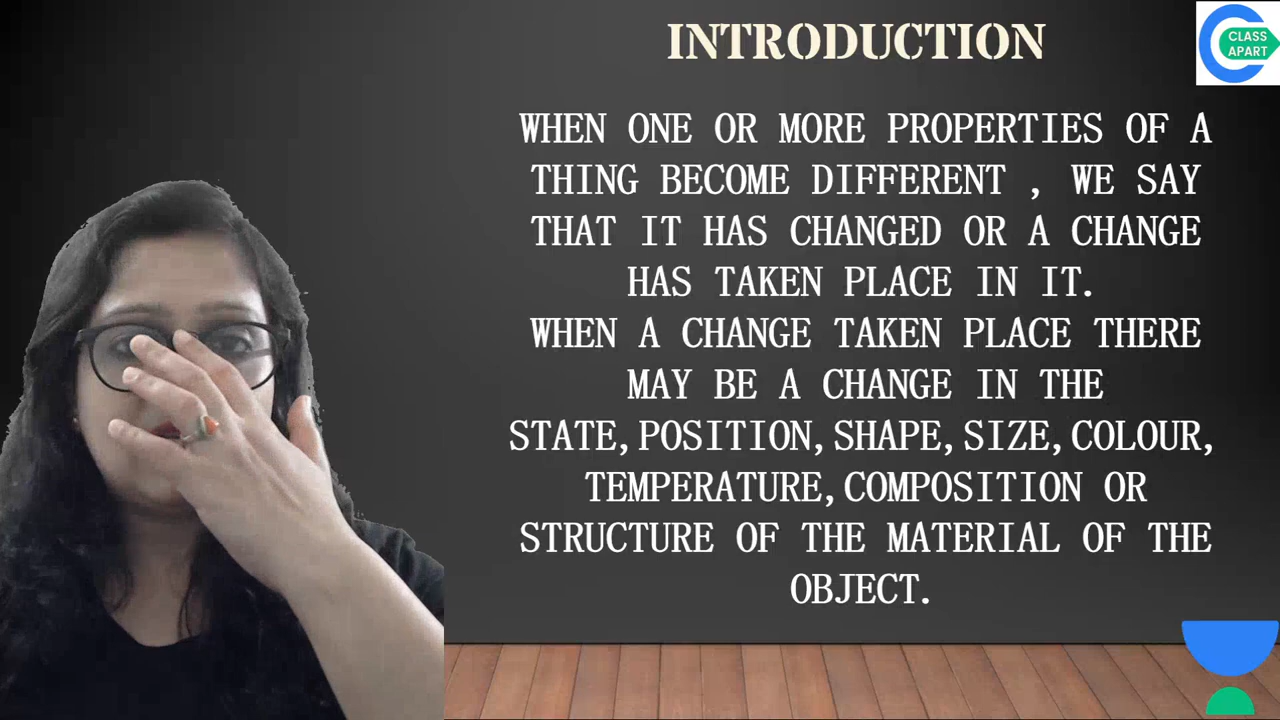 INTRODUCTION
CLASS
APART
WHEN ONE OR MORE PROPERTIES OF A
THING BECOME DIFFERENT , WE SAY
THAT IT HAS CHANGED OR A CHANGE
HAS TAKEN PLACE IN IT.
WHEN A CHANGE TAKEN PLACE THERE
MAY BE A CHANGE IN THE
STATE,POSITION,SHAPE,SIZE,COLOUR,
TEMPERATURE,COMPOSITION OR
STRUCTURE OF THE MATERIAL OF THE
OBJECT.